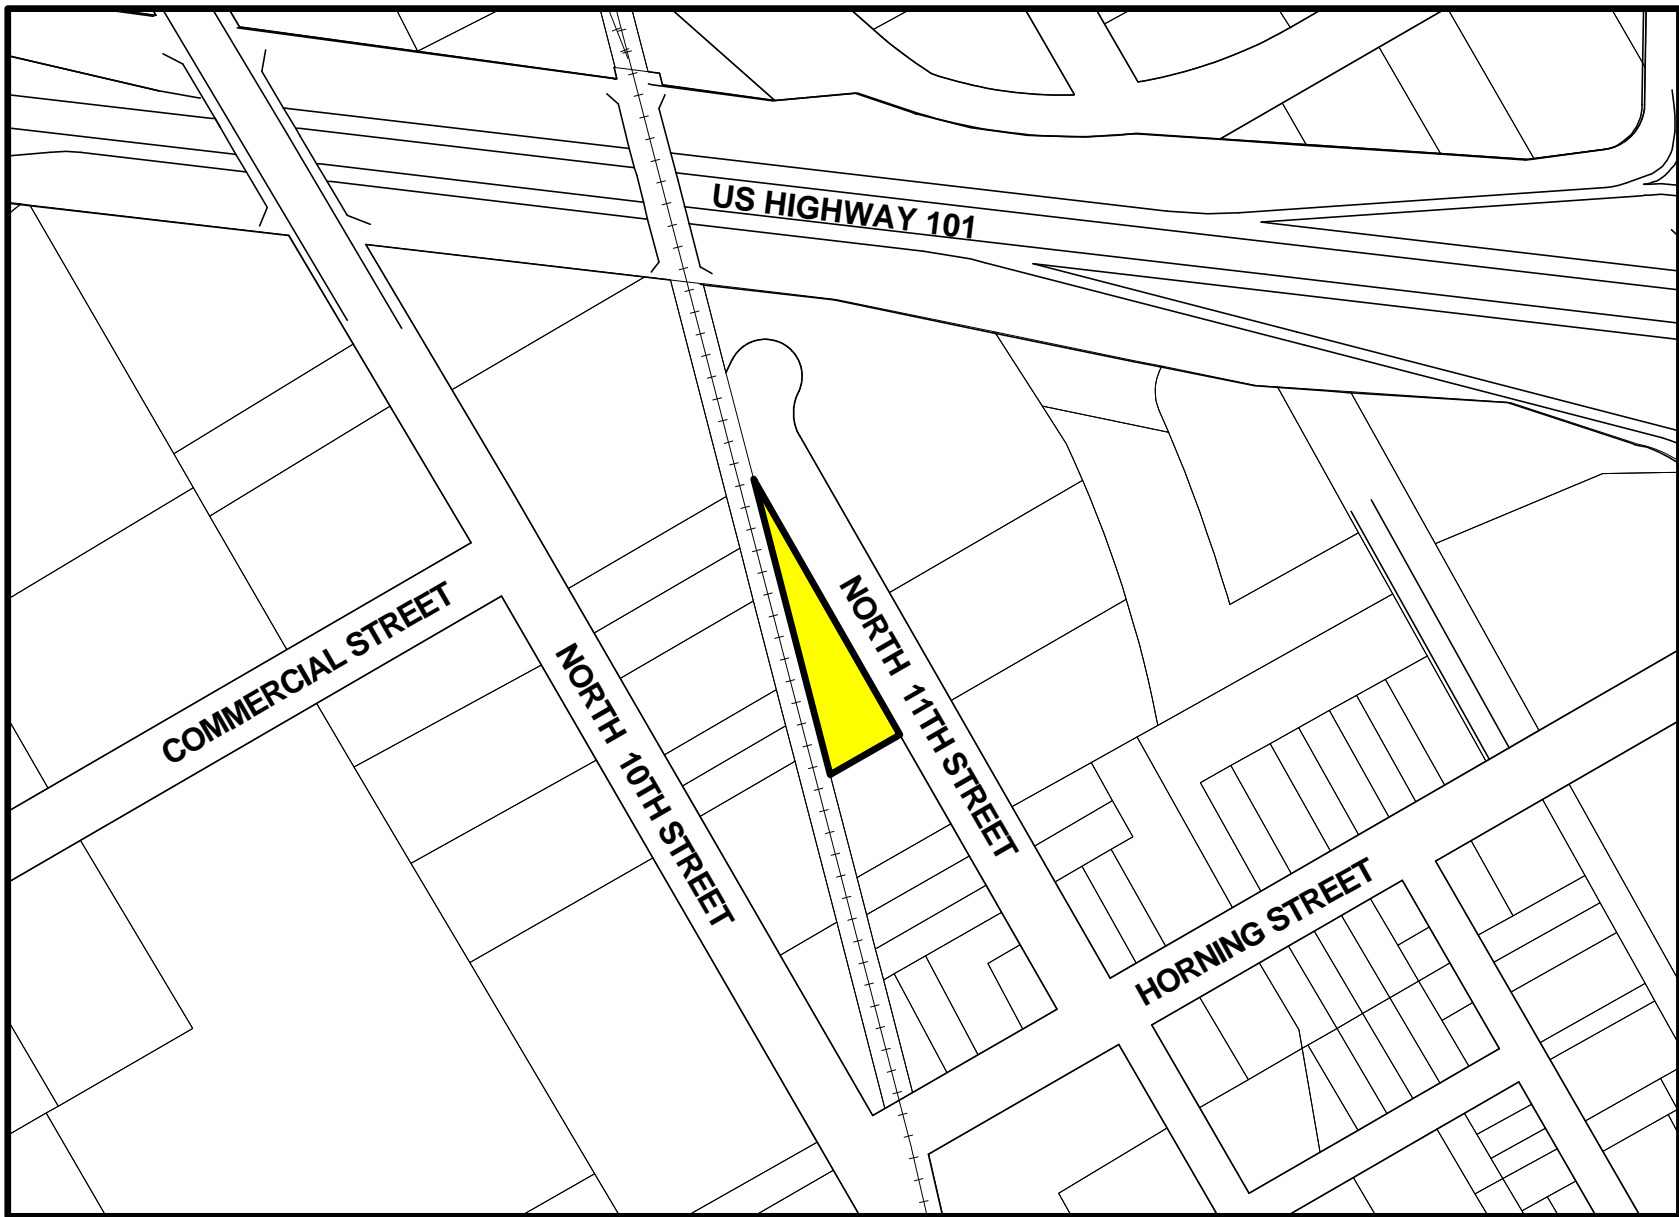 US HIGHWAY 101
COMMERCIAL STREET
NORTH 10TH STREET
NORTH 11TH STREET
HORNING STREET